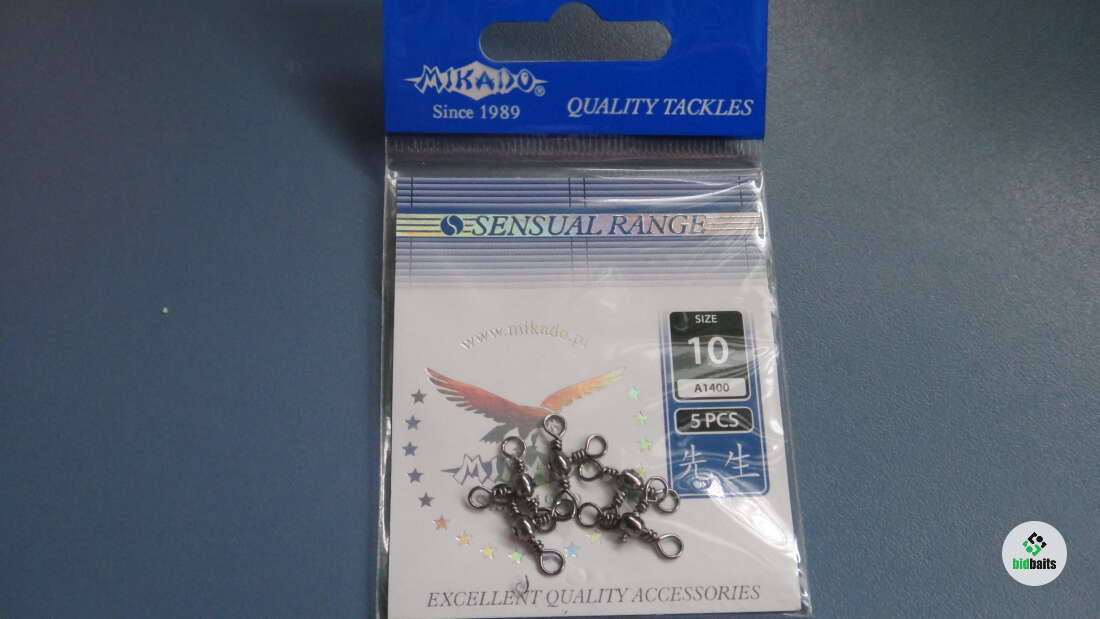 MIKADO®
Since 1989
QUALITY TACKLES
SENSUAL RANGE
www.mikado.pl
SIZE
10
A1400
5 PCS
先生
EXCELLENT QUALITY ACCESSORIES
bidbaits